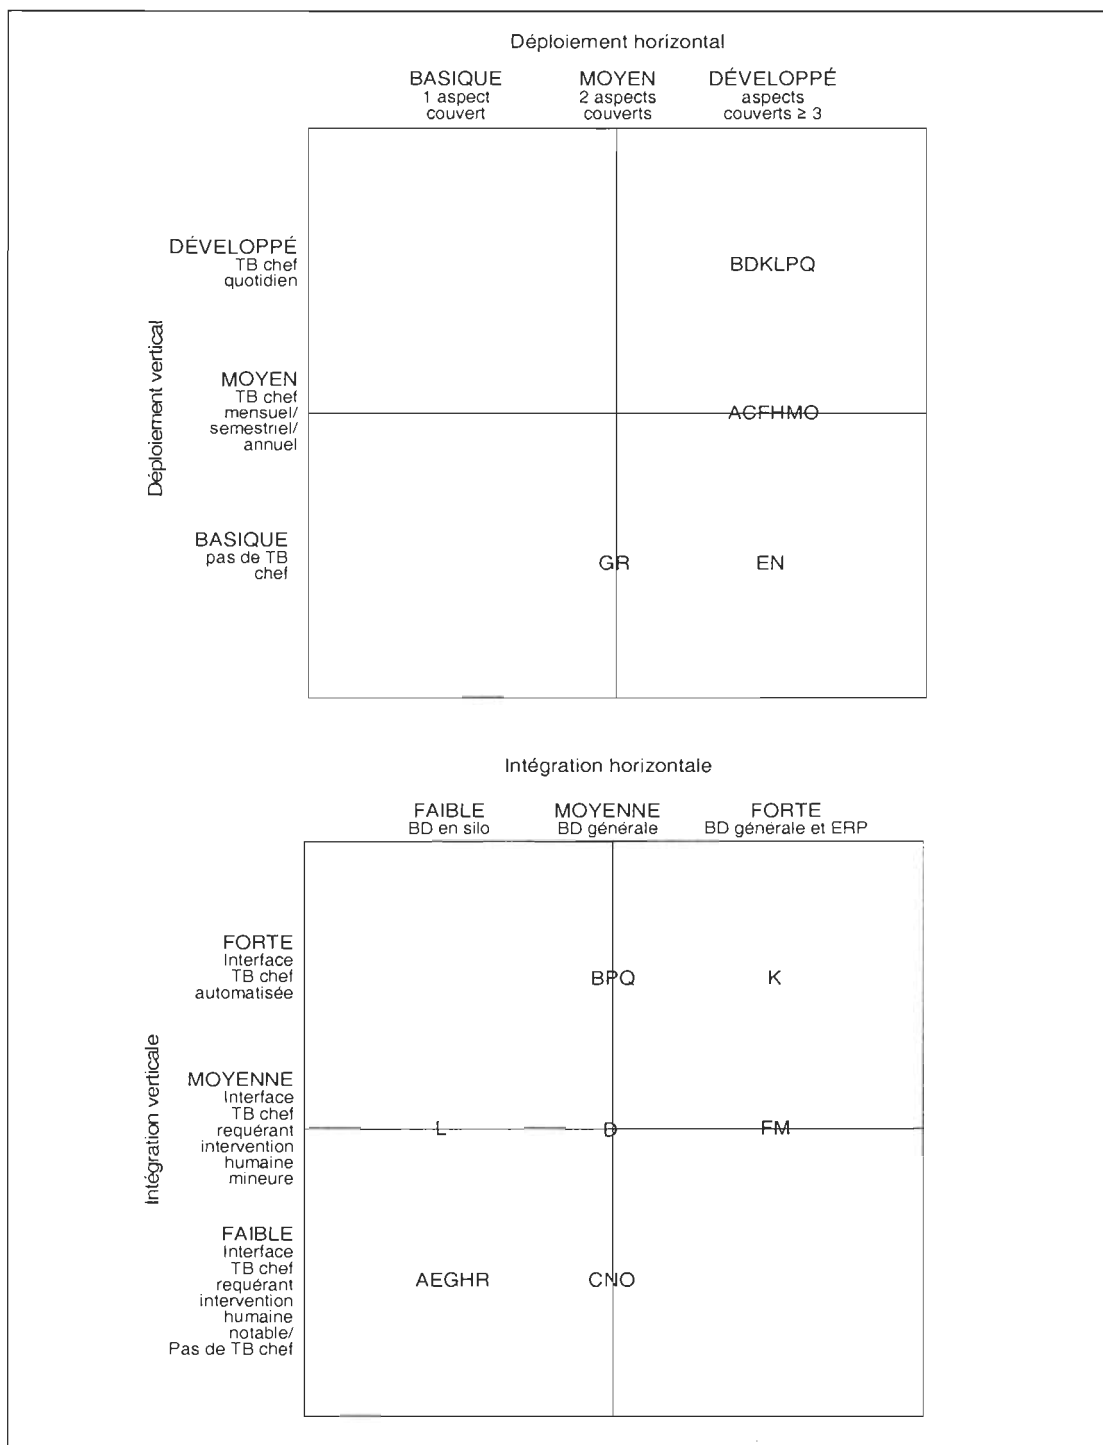 Déploiement horizontal
BASIQUE
1 aspect
couvert
MOYEN
2 aspects
couverts
DÉVELOPPÉ
aspects
couverts ≥ 3
Déploiement vertical
DÉVELOPPÉ
TB chef
quotidien
BDKLPQ
MOYEN
TB chef
mensuel/
semestriel/
annuel
ACFHMO
BASIQUE
pas de TB
chef
GR
EN
Intégration horizontale
FAIBLE
BD en silo
MOYENNE
BD générale
FORTE
BD générale et ERP
Intégration verticale
FORTE
Interface
TB chef
automatisée
BPQ
K
MOYENNE
Interface
TB chef
requérant
intervention
humaine
mineure
L
D
FM
FAIBLE
Interface
TB chef
requérant
intervention
humaine
notable/
Pas de TB chef
AEGHR
CNO